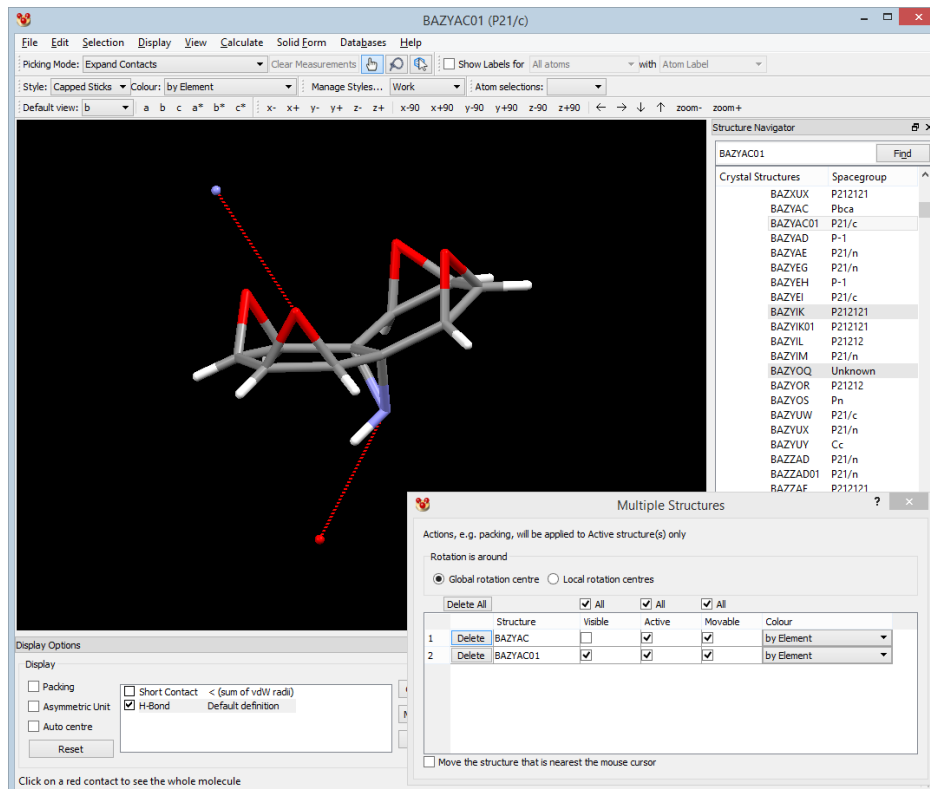 BAZYAC01 (P21/c)
File Edit Selection Display View Calculate Solid Form Databases Help
Picking Mode: Expand Contacts Clear Measurements Show Labels for All atoms with Atom Label
Style: Capped Sticks Colour: by Element Manage Styles... Work Atom selections:
Default view: b a b c a* b* c* x- x+ y- y+ z- z+ x-90 x+90 y-90 y+90 z-90 z+90 ← → ↓ ↑ zoom- zoom+
Structure Navigator
BAZYAC01 Find
Crystal Structures Spacegroup
BAZXUX P212121
BAZYAC Pbca
BAZYAC01 P21/c
BAZYAD P-1
BAZYAE P21/n
BAZYEG P21/n
BAZYEH P-1
BAZYEI P21/c
BAZYIK P212121
BAZYIK01 P212121
BAZYIL P21212
BAZYIM P21/n
BAZYOQ Unknown
BAZYOR P21212
BAZYOS Pn
BAZYUW P21/c
BAZYUX P21/n
BAZYUY Cc
BAZZAD P21/n
BAZZAD01 P21/n
BAZZAE P212121
Multiple Structures
Actions, e.g. packing, will be applied to Active structure(s) only
Rotation is around
Global rotation centre Local rotation centres
Delete All All All All
Structure Visible Active Movable Colour
1 Delete BAZYAC by Element
2 Delete BAZYAC01 by Element
Move the structure that is nearest the mouse cursor
Display Options
Display
Packing
Asymmetric Unit
Auto centre
Reset
Short Contact < (sum of vdW radii)
H-Bond Default definition
Click on a red contact to see the whole molecule